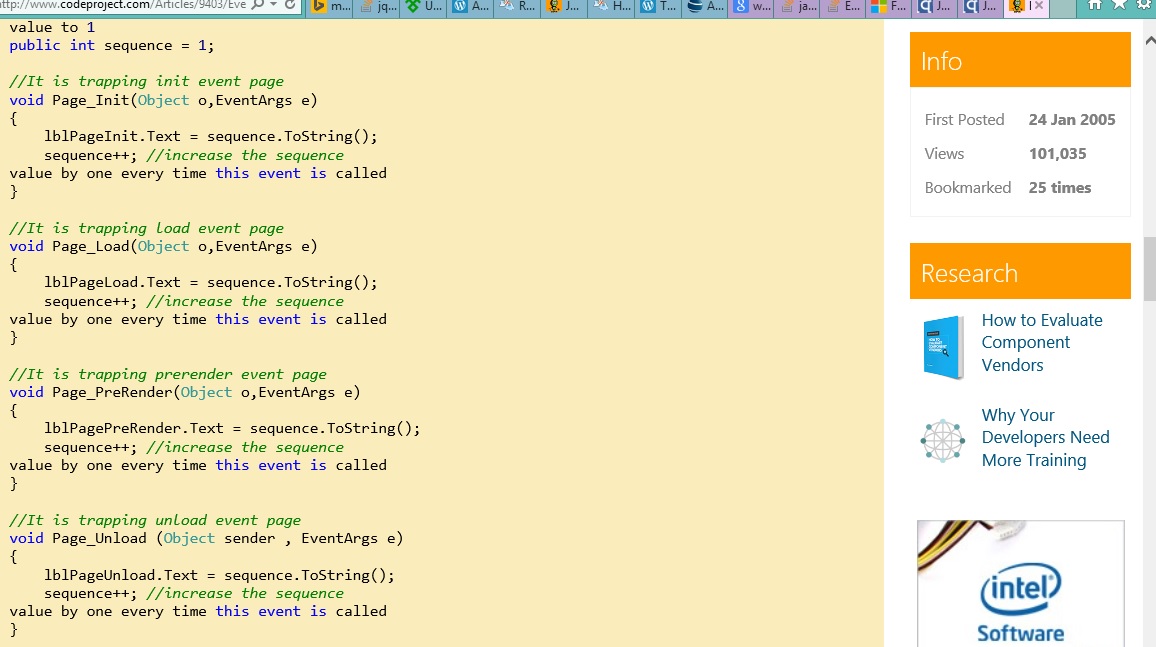 http://www.codeproject.com/Articles/9403/Eve
m... jq... U... A... R... J... H... T... A... w... ja... E... F... J... J... I
value to 1
public int sequence = 1;
//It is trapping init event page
void Page_Init(Object o,EventArgs e)
{
lblPageInit.Text = sequence.ToString();
sequence++; //increase the sequence
value by one every time this event is called
}
//It is trapping load event page
void Page_Load(Object o,EventArgs e)
{
lblPageLoad.Text = sequence.ToString();
sequence++; //increase the sequence
value by one every time this event is called
}
//It is trapping prerender event page
void Page_PreRender(Object o,EventArgs e)
{
lblPagePreRender.Text = sequence.ToString();
sequence++; //increase the sequence
value by one every time this event is called
}
//It is trapping unload event page
void Page_Unload (Object sender , EventArgs e)
{
lblPageUnload.Text = sequence.ToString();
sequence++; //increase the sequence
value by one every time this event is called
}
Info
First Posted 24 Jan 2005
Views 101,035
Bookmarked 25 times
Research
How to Evaluate
Component
Vendors
Why Your
Developers Need
More Training
intel
Software